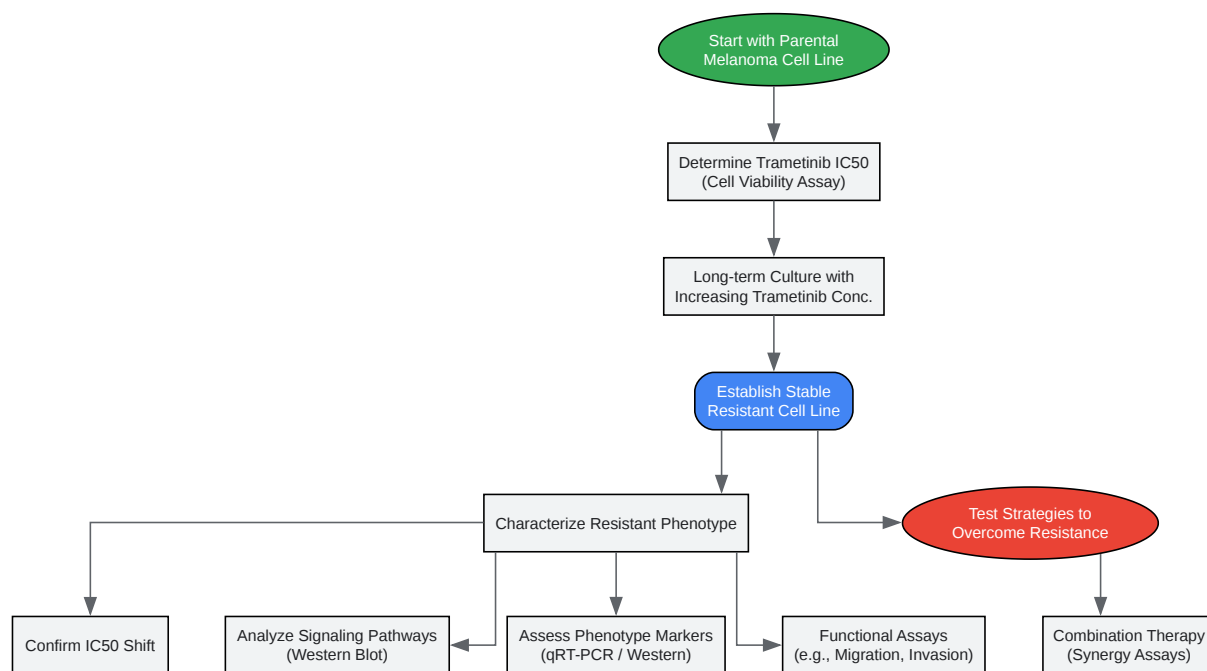 Start with Parental
Melanoma Cell Line
Determine Trametinib IC50
(Cell Viability Assay)
Long-term Culture with
Increasing Trametinib Conc.
Establish Stable
Resistant Cell Line
Characterize Resistant Phenotype
Test Strategies to
Overcome Resistance
Confirm IC50 Shift
Analyze Signaling Pathways
(Western Blot)
Assess Phenotype Markers
(qRT-PCR / Western)
Functional Assays
(e.g., Migration, Invasion)
Combination Therapy
(Synergy Assays)